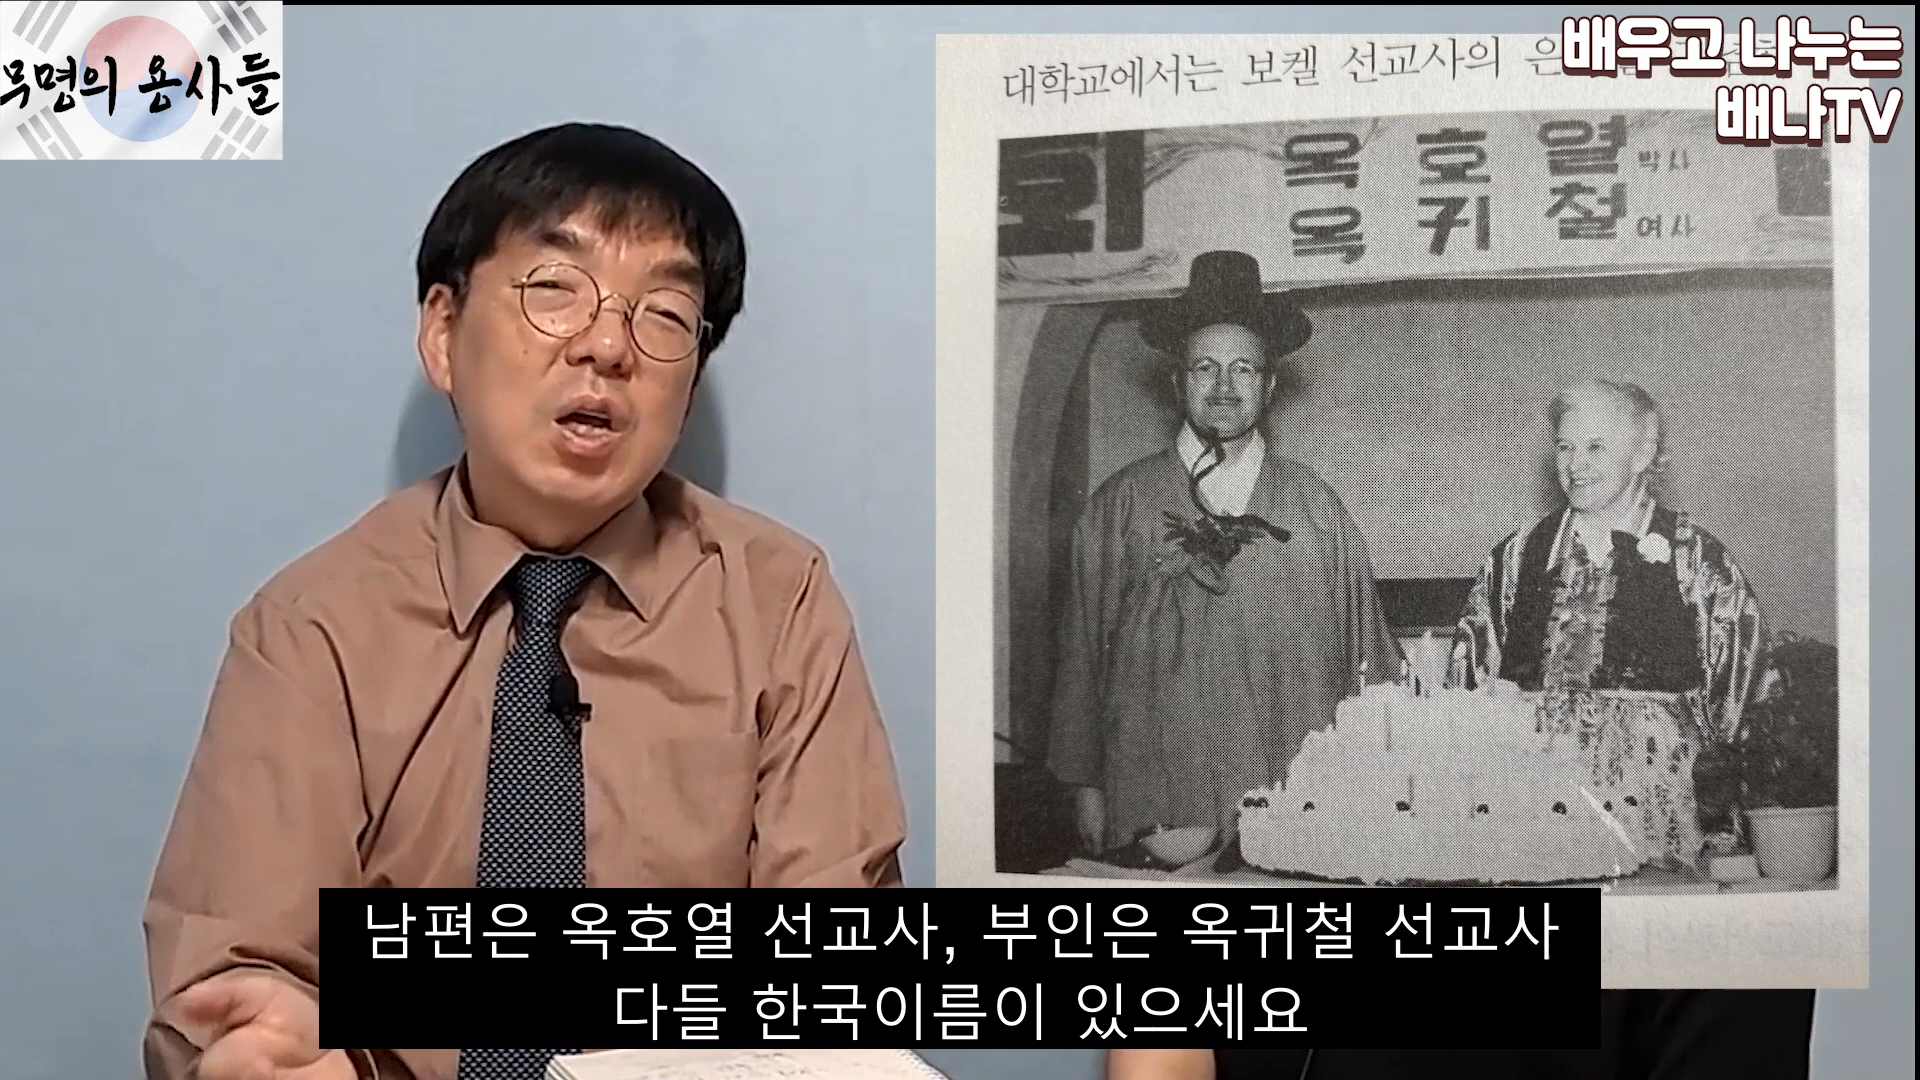 무명의 용사들
배우고 나누는
배나TV
대학교에서는 보켈 선교사의 은
회
옥호열 박사
옥귀철 여사
남편은 옥호열 선교사, 부인은 옥귀철 선교사
다들 한국이름이 있으세요